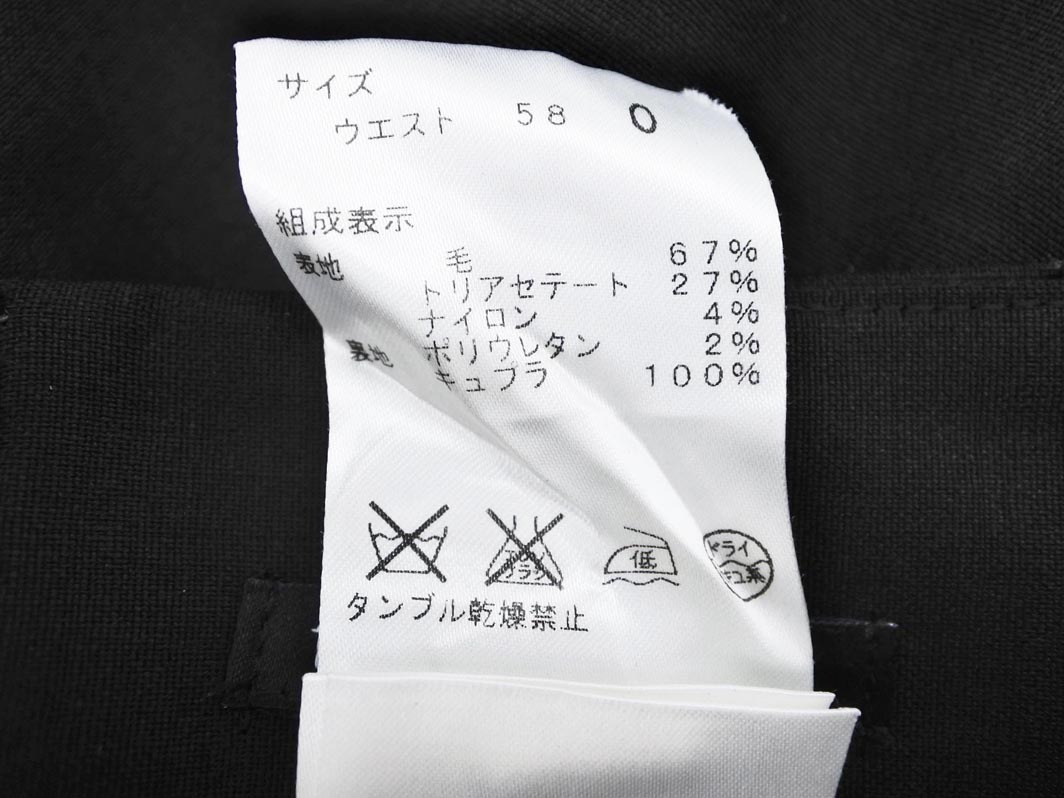 サイズ
ウエスト 58 0
組成表示
表地 毛 67%
トリアセテート 27%
ナイロン 4%
ポリウレタン 2%
裏地 キュプラ 100%
低 ドライ
タンブル乾燥禁止